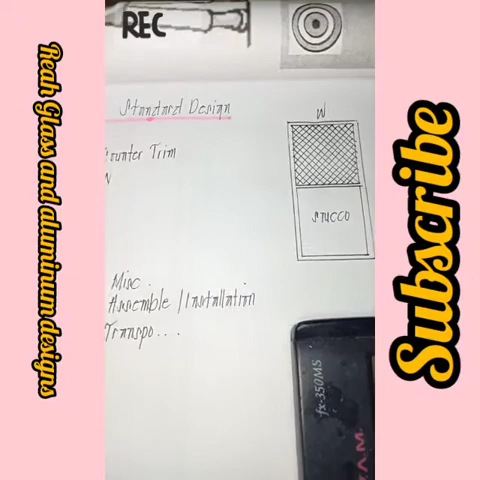 REC
Standard Design
Counter Trim
W
W
STUCCO
Misc.
Assemble / Installation
Transpo...
fx-350MS
Reah Glass and aluminum designs
Subscribe